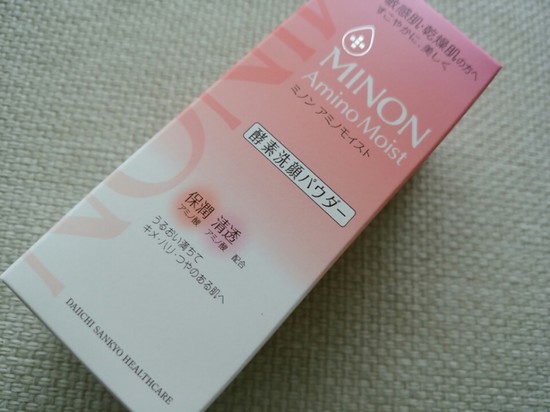 敏感肌・乾燥肌の方へ
すこやかに、美しく
MINON
Amino Moist
ミノン アミノモイスト
酵素洗顔パウダー
保潤 清透
アミノ酸 アミノ酸 配合
うるおい満ちて
キメ・ハリ・つやのある肌へ
DAIICHI SANKYO HEALTHCARE
MINON